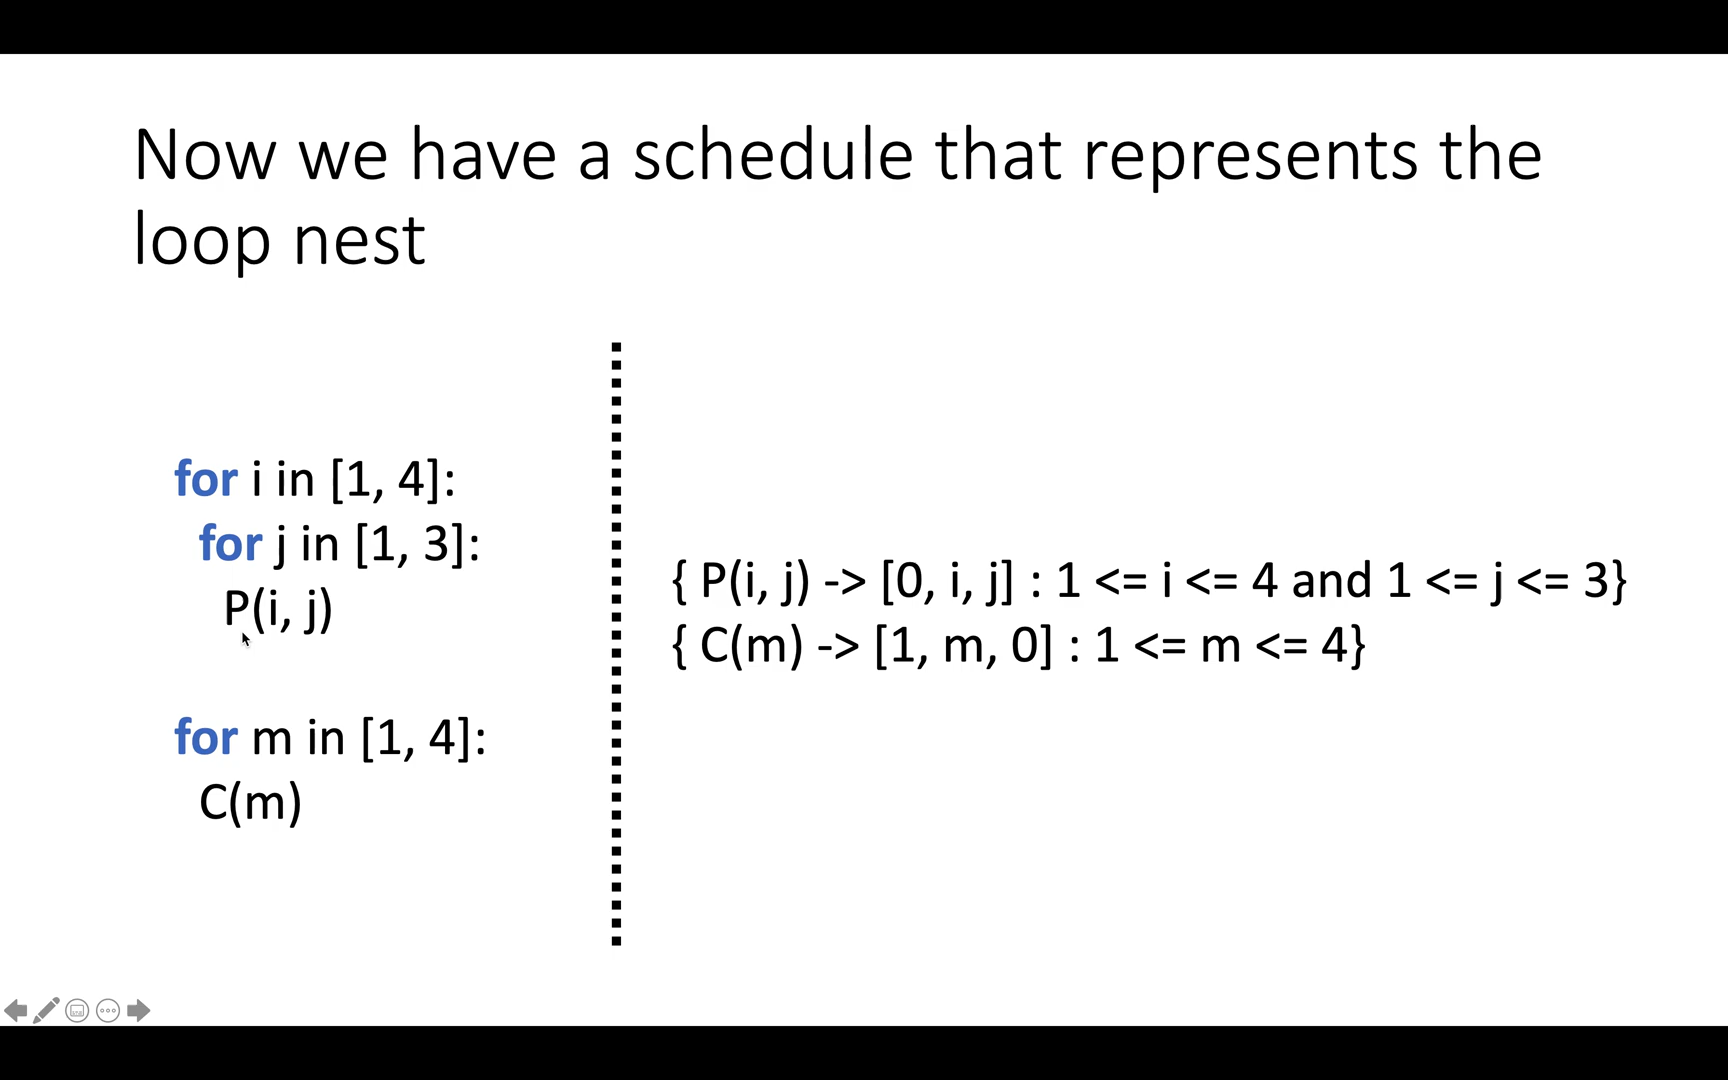 Now we have a schedule that represents the
loop nest
for i in [1, 4]:
for j in [1, 3]:
P(i, j)
for m in [1, 4]:
C(m)
{ P(i, j) -> [0, i, j] : 1 <= i <= 4 and 1 <= j <= 3}
{ C(m) -> [1, m, 0] : 1 <= m <= 4}